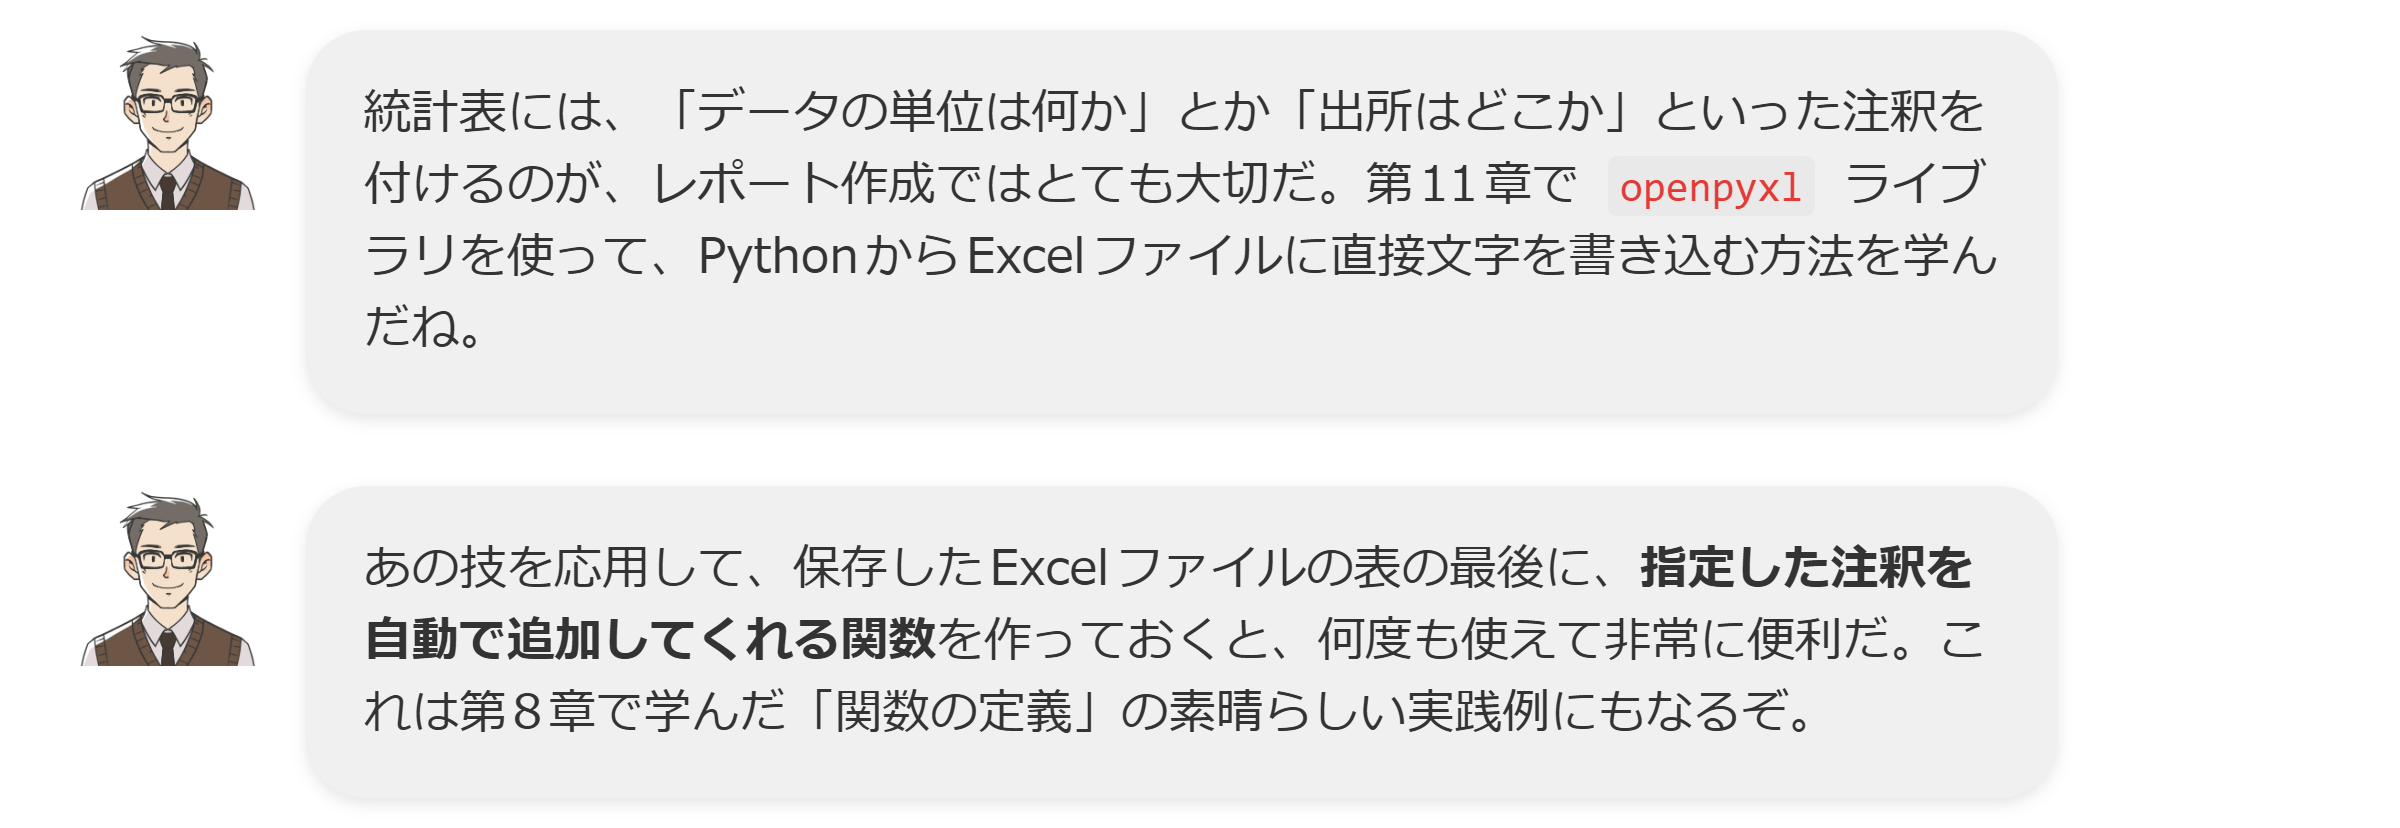 統計表には、「データの単位は何か」とか「出所はどこか」といった注釈を
付けるのが、レポート作成ではとても大切だ。第11章で openpyxl ライブ
ラリを使って、PythonからExcelファイルに直接文字を書き込む方法を学ん
だね。
あの技を応用して、保存したExcelファイルの表の最後に、指定した注釈を
自動で追加してくれる関数を作っておくと、何度も使えて非常に便利だ。こ
れは第８章で学んだ「関数の定義」の素晴らしい実践例にもなるぞ。